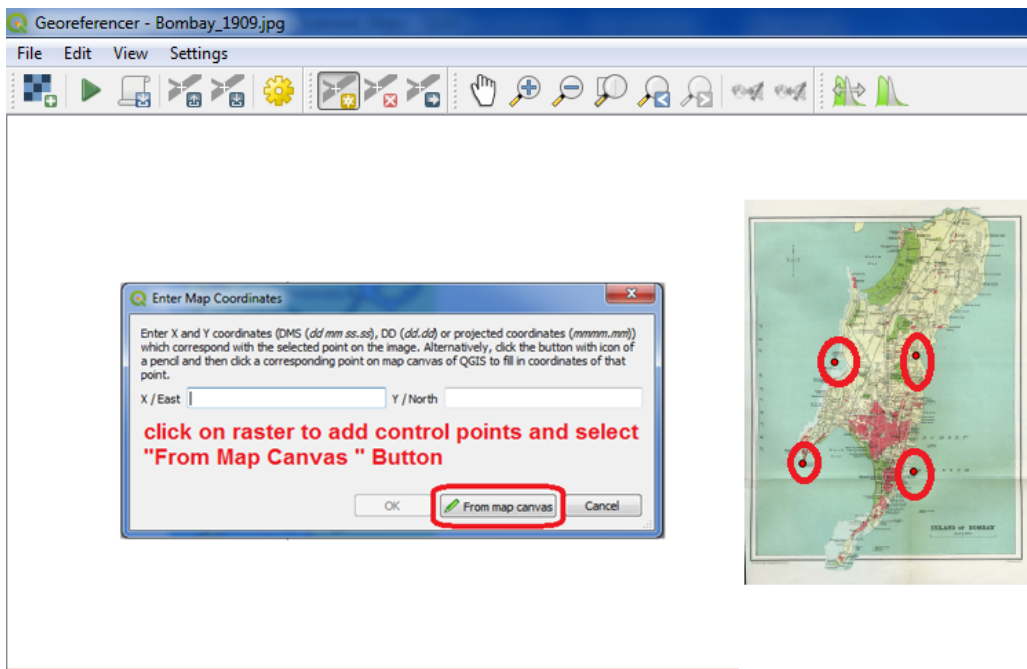 Georeferencer - Bombay_1909.jpg
File Edit View Settings
Enter Map Coordinates
Enter X and Y coordinates (DMS (dd mm ss.ss), DD (dd.dd) or projected coordinates (mmmm.mm))
which correspond with the selected point on the image. Alternatively, click the button with icon of
a pencil and then click a corresponding point on map canvas of QGIS to fill in coordinates of that
point.
X / East Y / North
click on raster to add control points and select
"From Map Canvas " Button
OK From map canvas Cancel
ISLAND OF BOMBAY